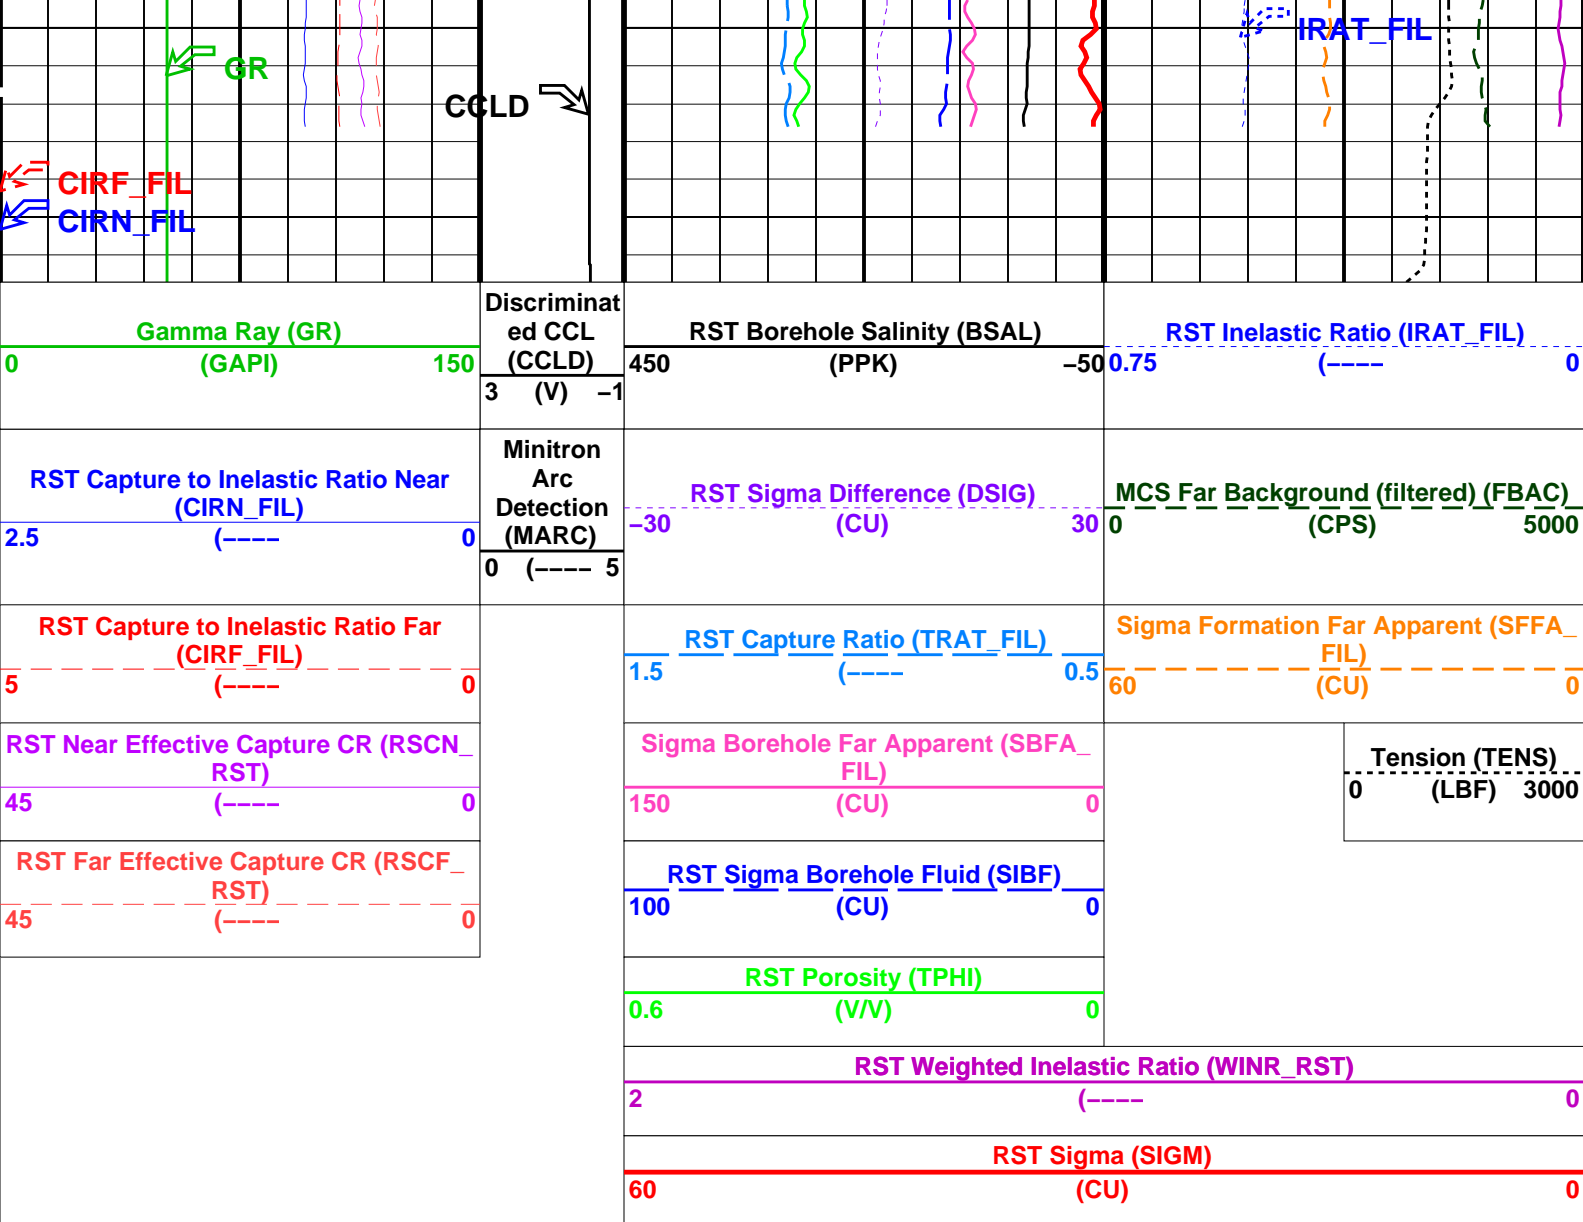 IRAT_FIL
GR
CCLD
CIRF_FIL
CIRN_FIL
Gamma Ray (GR)
0 (GAPI) 150
Discriminat
ed CCL
(CCLD)
3 (V) −1
RST Borehole Salinity (BSAL)
450 (PPK) −50
RST Inelastic Ratio (IRAT_FIL)
0.75 (−−−− 0
RST Capture to Inelastic Ratio Near
(CIRN_FIL)
2.5 (−−−− 0
Minitron
Arc
Detection
(MARC)
0 (−−−− 5
RST Sigma Difference (DSIG)
−30 (CU) 30
MCS Far Background (filtered) (FBAC)
0 (CPS) 5000
RST Capture to Inelastic Ratio Far
(CIRF_FIL)
5 (−−−− 0
RST Capture Ratio (TRAT_FIL)
1.5 (−−−− 0.5
Sigma Formation Far Apparent (SFFA_
FIL)
60 (CU) 0
RST Near Effective Capture CR (RSCN_
RST)
45 (−−−− 0
Sigma Borehole Far Apparent (SBFA_
FIL)
150 (CU) 0
Tension (TENS)
0 (LBF) 3000
RST Far Effective Capture CR (RSCF_
RST)
45 (−−−− 0
RST Sigma Borehole Fluid (SIBF)
100 (CU) 0
RST Porosity (TPHI)
0.6 (V/V) 0
RST Weighted Inelastic Ratio (WINR_RST)
2 (−−−− 0
RST Sigma (SIGM)
60 (CU) 0